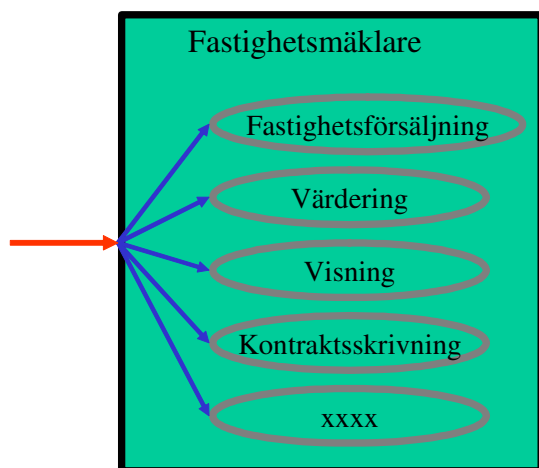 Fastighetsmäklare
Fastighetsförsäljning
Värdering
Visning
Kontraktsskrivning
xxxx